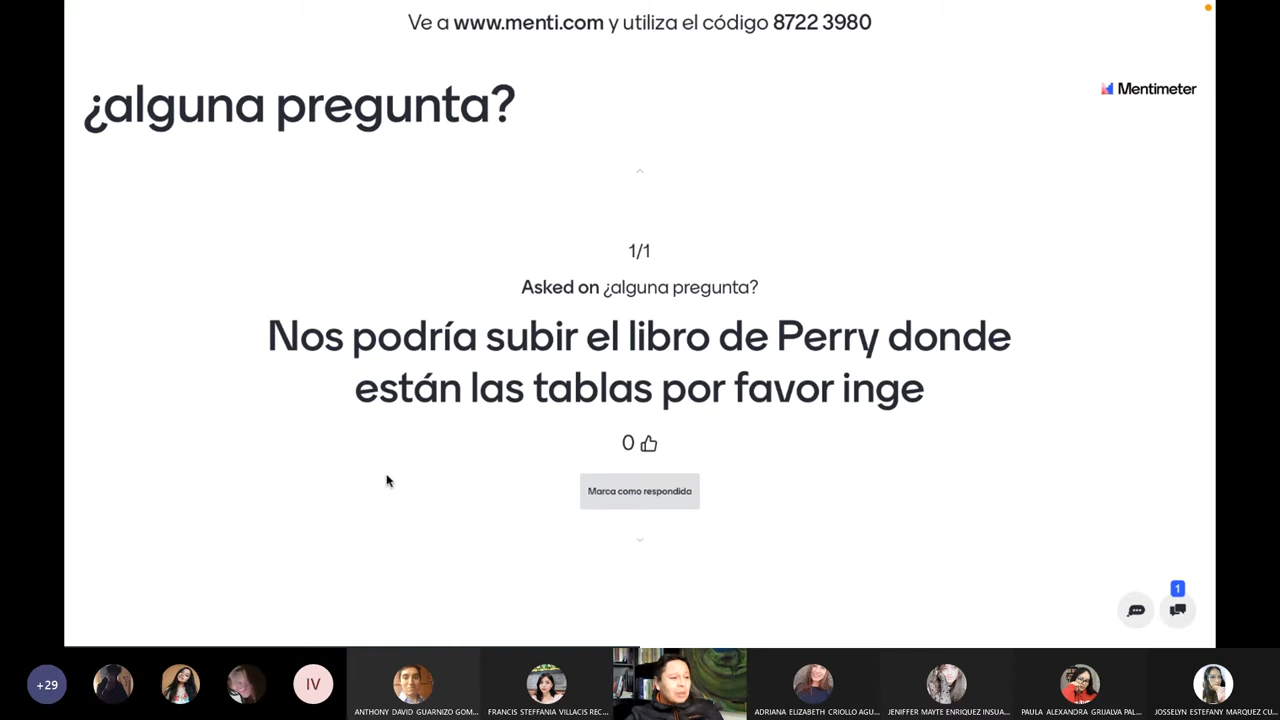 Ve a www.menti.com y utiliza el código 8722 3980
¿alguna pregunta?
Mentimeter
1/1
Asked on ¿alguna pregunta?
Nos podría subir el libro de Perry donde
están las tablas por favor inge
0
Marca como respondida
1
+29
IV
ANTHONY DAVID GUARNIZO GOM...
FRANCIS STEFFANIA VILLACIS REC...
ADRIANA ELIZABETH CRIOLLO AGU...
JENIFFER MAYTE ENRIQUEZ INSUA...
PAULA ALEXANDRA GRIJALVA PAL...
JOSSELYN ESTEFANY MARQUEZ CU...